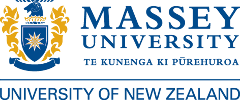 MASSEY
UNIVERSITY
TE KUNENGA KI PŪREHUROA
UNIVERSITY OF NEW ZEALAND